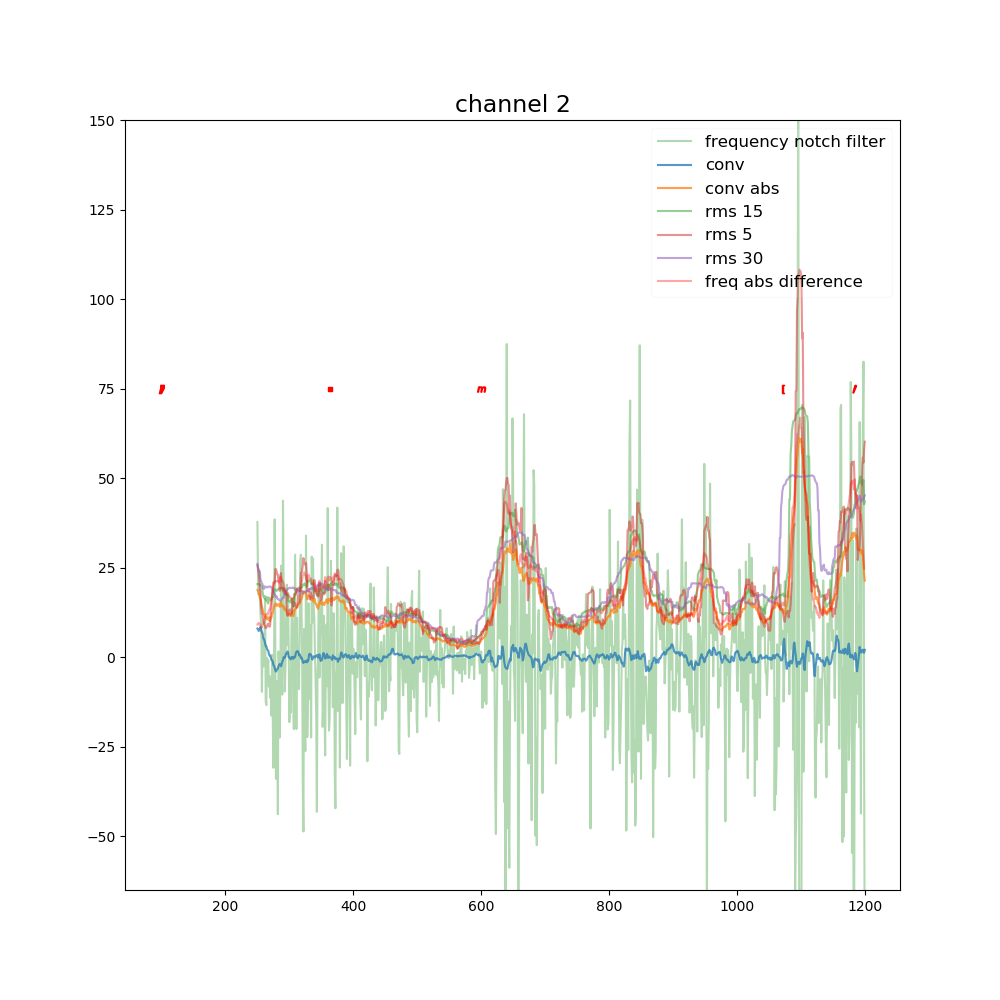 channel 2
150
125
100
75
50
25
0
−25
−50
frequency notch filter
conv
conv abs
rms 15
rms 5
rms 30
freq abs difference
m
[
200 400 600 800 1000 1200